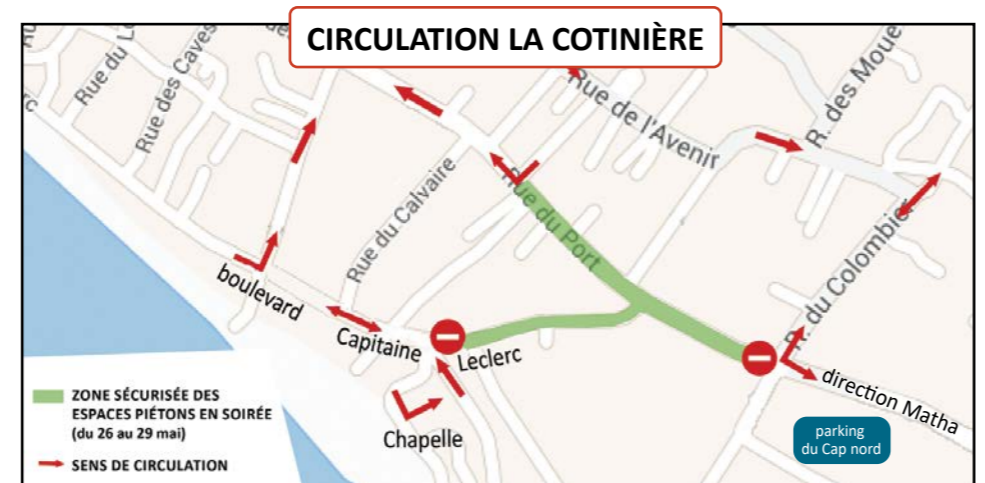 CIRCULATION LA COTINIÈRE
Rue du Lo
Rue des Caves
Rue du Calvaire
Rue de l'Avenir
R. des Moue
Rue du Port
R. du Colombier
boulevard
Capitaine
Leclerc
Chapelle
direction Matha
parking
du Cap nord
ZONE SÉCURISÉE DES
ESPACES PIÉTONS EN SOIRÉE
(du 26 au 29 mai)
SENS DE CIRCULATION